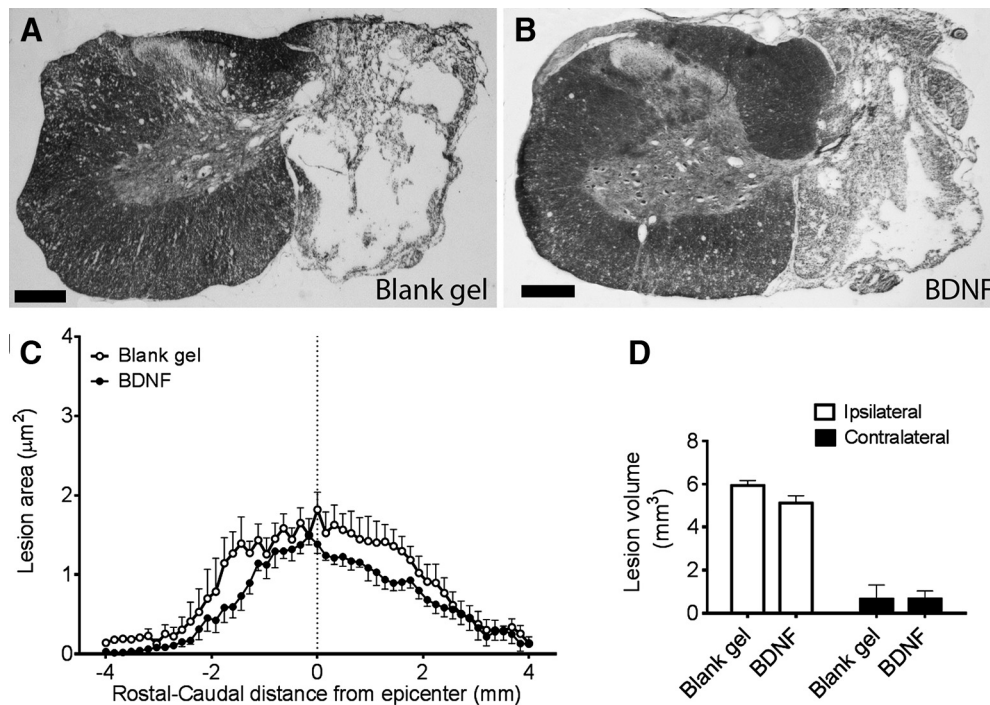 A
Blank gel
B
BDNF
C
Blank gel
BDNF
Lesion area (μm²)
4
3
2
1
0
-4
-2
0
2
4
Rostal-Caudal distance from epicenter (mm)
D
Ipsilateral
Contralateral
Lesion volume
(mm³)
8
6
4
2
0
Blank gel
BDNF
Blank gel
BDNF